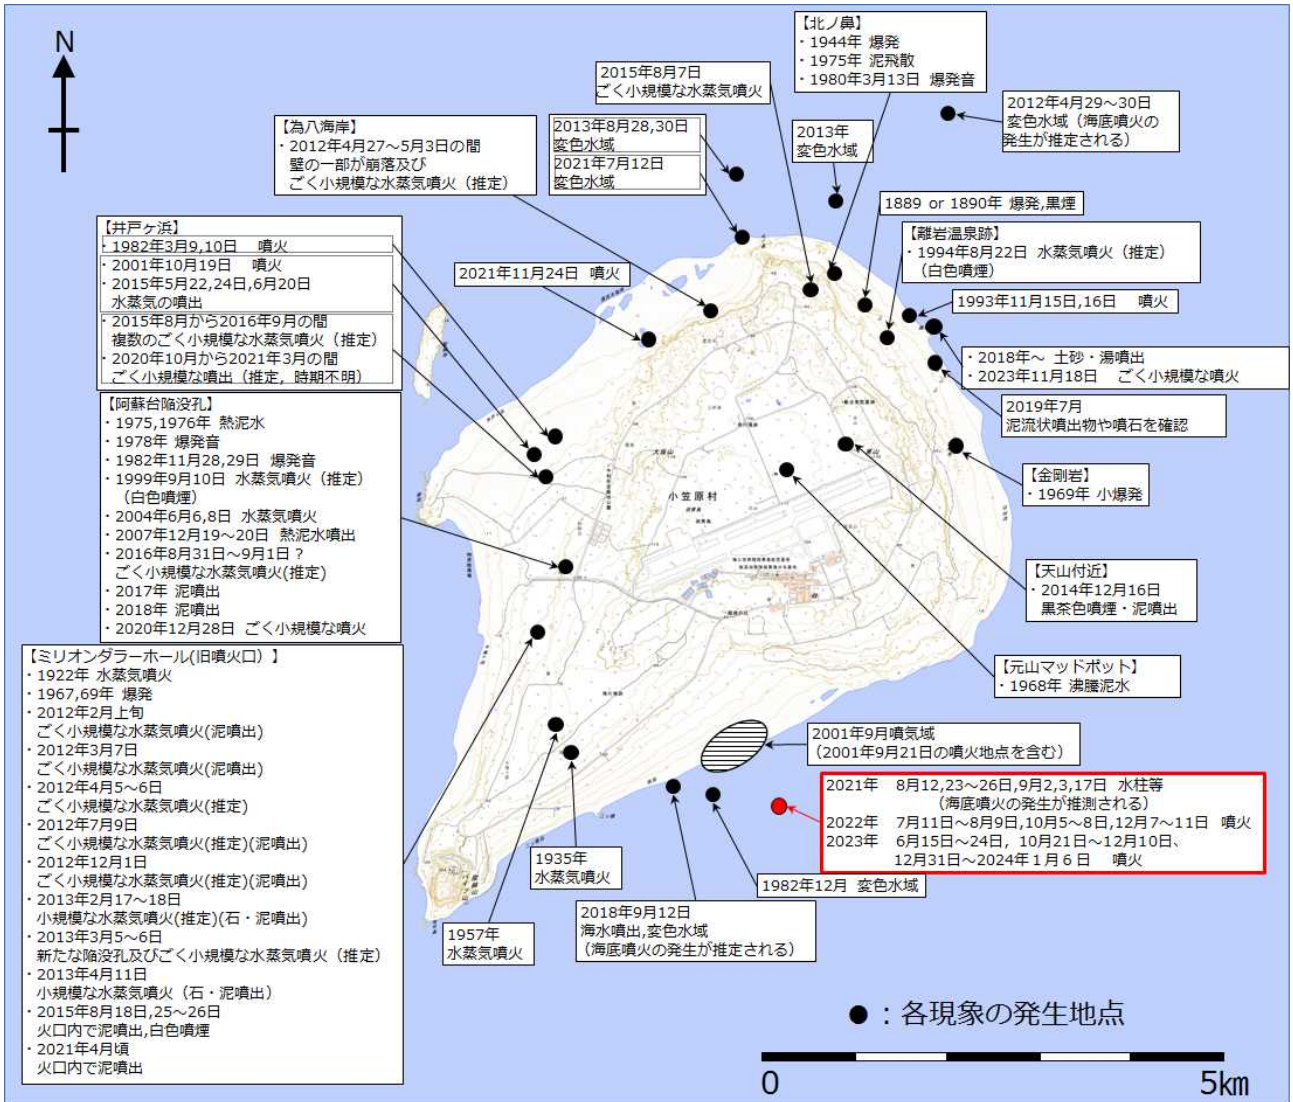 N
【北ノ鼻】
・1944年 爆発
・1975年 泥飛散
・1980年3月13日 爆発音
2015年8月7日
ごく小規模な水蒸気噴火
2012年4月29～30日
変色水域（海底噴火の
発生が推定される）
2013年
変色水域
【為八海岸】
・2012年4月27～5月3日の間
壁の一部が崩落及び
ごく小規模な水蒸気噴火（推定）
2013年8月28,30日
変色水域
2021年7月12日
変色水域
1889 or 1890年 爆発,黒煙
【離岩温泉跡】
・1994年8月22日 水蒸気噴火（推定）
（白色噴煙）
【井戸ヶ浜】
・1982年3月9,10日 噴火
・2001年10月19日 噴火
・2015年5月22,24日,6月20日
水蒸気の噴出
・2015年8月から2016年9月の間
複数のごく小規模な水蒸気噴火（推定）
・2020年10月から2021年3月の間
ごく小規模な噴出（推定，時期不明）
2021年11月24日 噴火
1993年11月15日,16日 噴火
・2018年～ 土砂・湯噴出
・2023年11月18日 ごく小規模な噴火
2019年7月
泥流状噴出物や噴石を確認
【阿蘇台陥没孔】
・1975,1976年 熱泥水
・1978年 爆発音
・1982年11月28,29日 爆発音
・1999年9月10日 水蒸気噴火（推定）
（白色噴煙）
・2004年6月6,8日 水蒸気噴火
・2007年12月19～20日 熱泥水噴出
・2016年8月31日～9月1日？
ごく小規模な水蒸気噴火(推定)
・2017年 泥噴出
・2018年 泥噴出
・2020年12月28日 ごく小規模な噴火
大阪山
小笠原村
硫黄島
【金剛岩】
・1969年 小爆発
【天山付近】
・2014年12月16日
黒茶色噴煙・泥噴出
【元山マッドポット】
・1968年 沸騰泥水
【ミリオンダラーホール(旧噴火口）】
・1922年 水蒸気噴火
・1967,69年 爆発
・2012年2月上旬
ごく小規模な水蒸気噴火(泥噴出)
・2012年3月7日
ごく小規模な水蒸気噴火(泥噴出)
・2012年4月5～6日
ごく小規模な水蒸気噴火(推定)
・2012年7月9日
ごく小規模な水蒸気噴火(推定)(泥噴出)
・2012年12月1日
ごく小規模な水蒸気噴火(推定)(泥噴出)
・2013年2月17～18日
小規模な水蒸気噴火(推定)(石・泥噴出)
・2013年3月5～6日
新たな陥没孔及びごく小規模な水蒸気噴火（推定）
・2013年4月11日
小規模な水蒸気噴火（石・泥噴出）
・2015年8月18日,25～26日
火口内で泥噴出,白色噴煙
・2021年4月頃
火口内で泥噴出
2001年9月噴気域
（2001年9月21日の噴火地点を含む）
2021年 8月12,23～26日,9月2,3,17日 水柱等
（海底噴火の発生が推測される）
2022年 7月11日～8月9日,10月5～8日,12月7～11日 噴火
2023年 6月15日～24日，10月21日～12月10日、
12月31日～2024年１月６日 噴火
1935年
水蒸気噴火
1982年12月 変色水域
1957年
水蒸気噴火
2018年9月12日
海水噴出,変色水域
（海底噴火の発生が推定される）
●：各現象の発生地点
0 5km